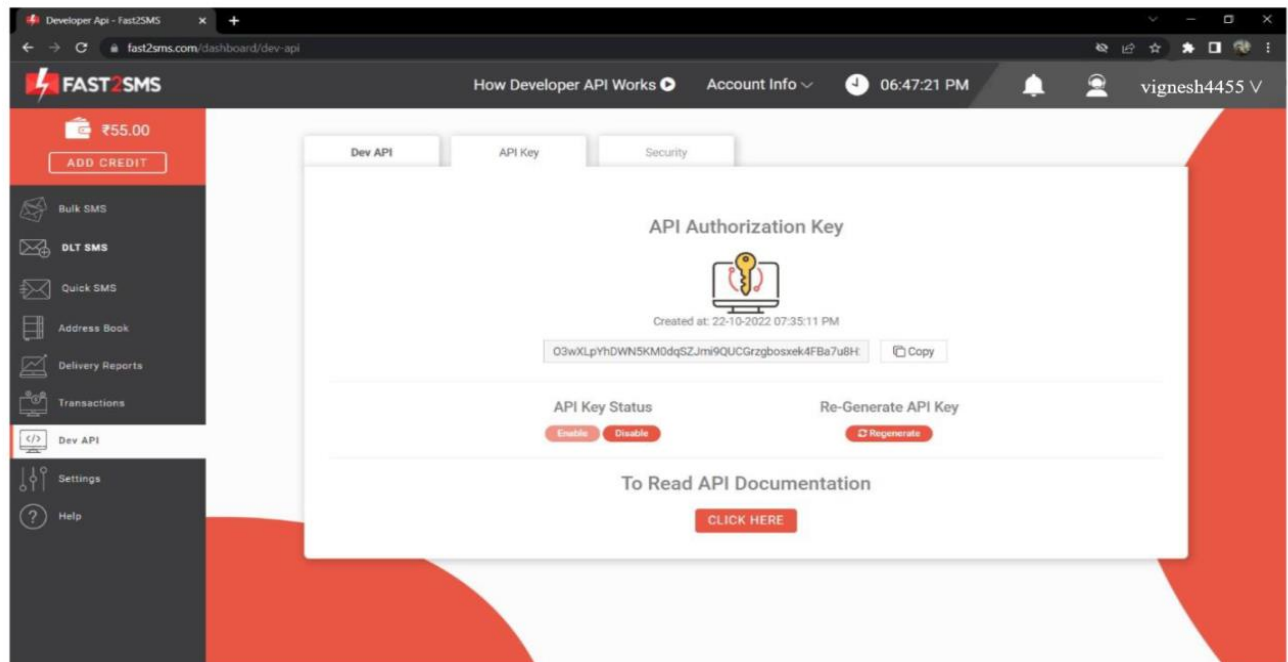 Developer Api - Fast2SMS
fast2sms.com/dashboard/dev-api
FAST2SMS
How Developer API Works
Account Info
06:47:21 PM
vignesh4455
₹55.00
ADD CREDIT
Bulk SMS
DLT SMS
Quick SMS
Address Book
Delivery Reports
Transactions
Dev API
Settings
Help
Dev API
API Key
Security
API Authorization Key
Created at: 22-10-2022 07:35:11 PM
Copy
API Key Status
Re-Generate API Key
Enable
Disable
Regenerate
To Read API Documentation
CLICK HERE